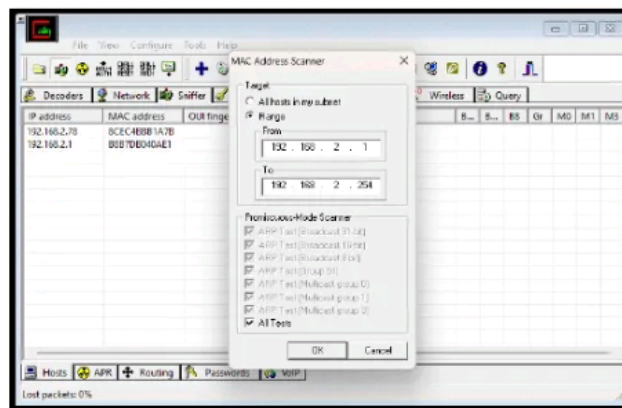 File View Configure Tools Help
Decoders Network Sniffer Wireless Query
IP address MAC address OUI finge B... B... B8 Gr M0 M1 M3
192.168.2.78 8CEC4BBB1A7B
192.168.2.1 B8B7DB040AE1
MAC Address Scanner
Target
All hosts in my subnet
Range
From
192 . 168 . 2 . 1
To
192 . 168 . 2 . 254
Promiscuous-Mode Scanner
ARP Test (Broadcast 31-bit)
ARP Test (Broadcast 16-bit)
ARP Test (Broadcast 8-bit)
ARP Test (Group bit)
ARP Test (Multicast group 0)
ARP Test (Multicast group 1)
ARP Test (Multicast group 3)
All Tests
OK Cancel
Hosts APR Routing Passwords VoIP
Lost packets: 0%